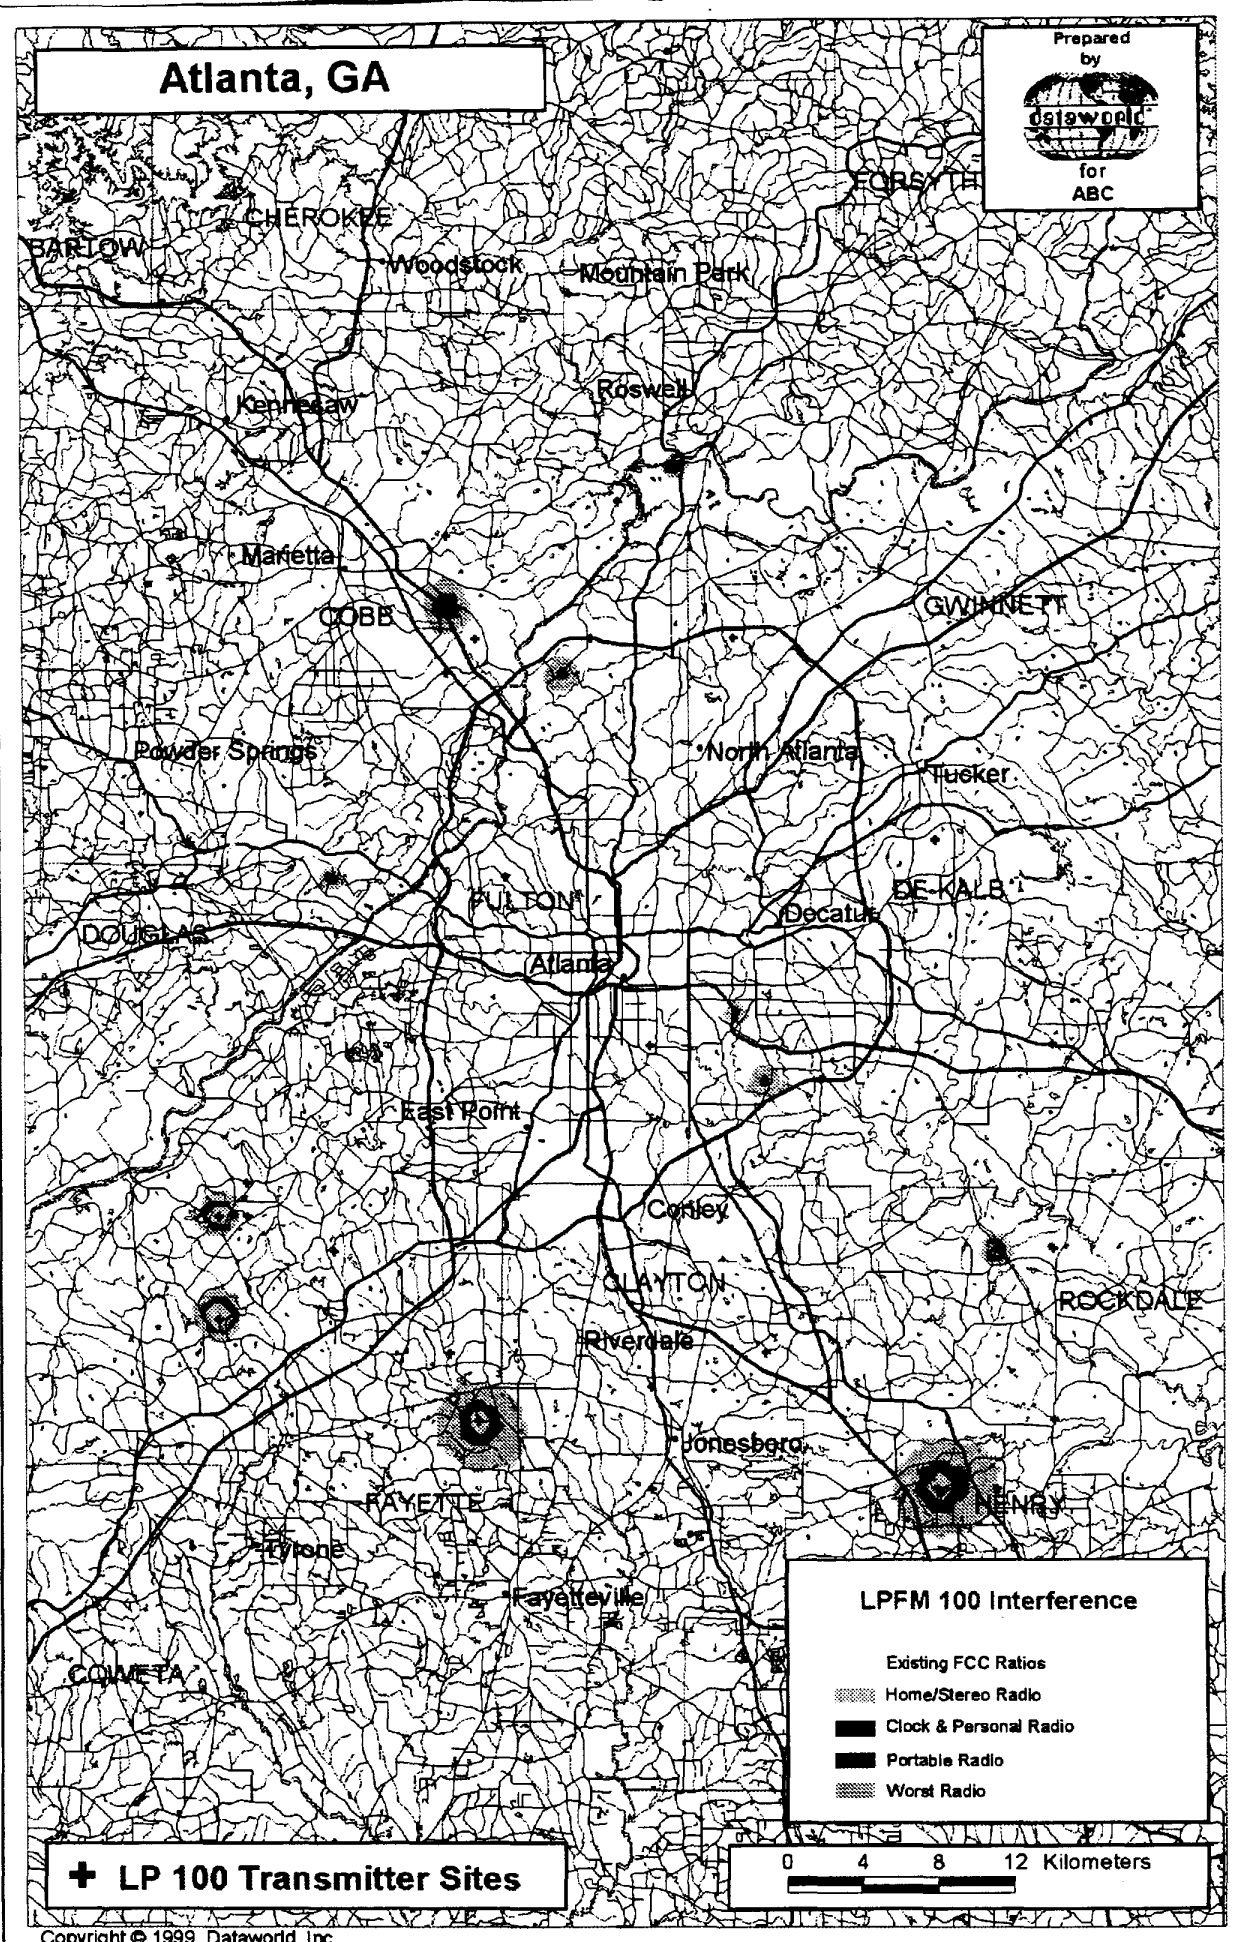 Atlanta, GA
Prepared
by
dataworld
for
ABC
FORSYTH
CHEROKEE
BARTOW
Woodstock
Mountain Park
Roswell
Kennesaw
Marietta
COBB
GWINNETT
Powder Springs
North Atlanta
Tucker
FULTON
DE KALB
Decatur
DOUGLAS
Atlanta
East Point
Conley
CLAYTON
ROCKDALE
Riverdale
Jonesboro
FAYETTE
HENRY
Tyrone
Fayetteville
COWETA
LPFM 100 Interference
Existing FCC Ratios
Home/Stereo Radio
Clock & Personal Radio
Portable Radio
Worst Radio
+ LP 100 Transmitter Sites
0 4 8 12 Kilometers
Copyright © 1999 Dataworld, Inc.